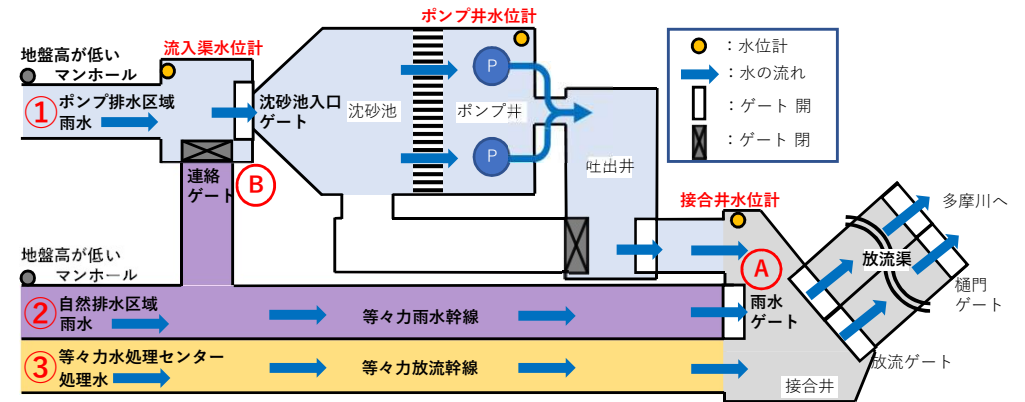 ポンプ井水位計
流入渠水位計
地盤高が低い
マンホール
① ポンプ排水区域
雨水
沈砂池入口
ゲート
沈砂池
ポンプ井
P
P
：水位計
：水の流れ
：ゲート 開
：ゲート 閉
連絡
ゲート
B
吐出井
接合井水位計
多摩川へ
放流渠
樋門
ゲート
A
地盤高が低い
マンホール
② 自然排水区域
雨水
等々力雨水幹線
雨水
ゲート
放流ゲート
③ 等々力水処理センター
処理水
等々力放流幹線
接合井